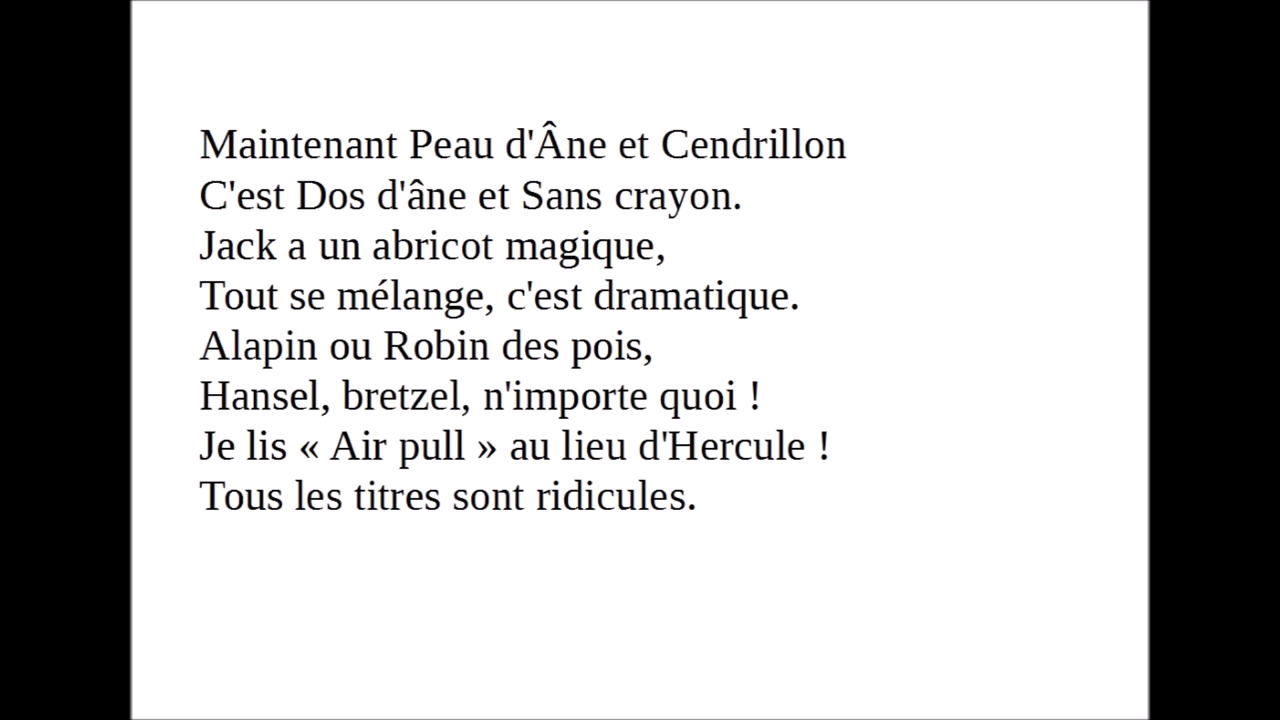 Maintenant Peau d'Âne et Cendrillon
C'est Dos d'âne et Sans crayon.
Jack a un abricot magique,
Tout se mélange, c'est dramatique.
Alapin ou Robin des pois,
Hansel, bretzel, n'importe quoi !
Je lis « Air pull » au lieu d'Hercule !
Tous les titres sont ridicules.